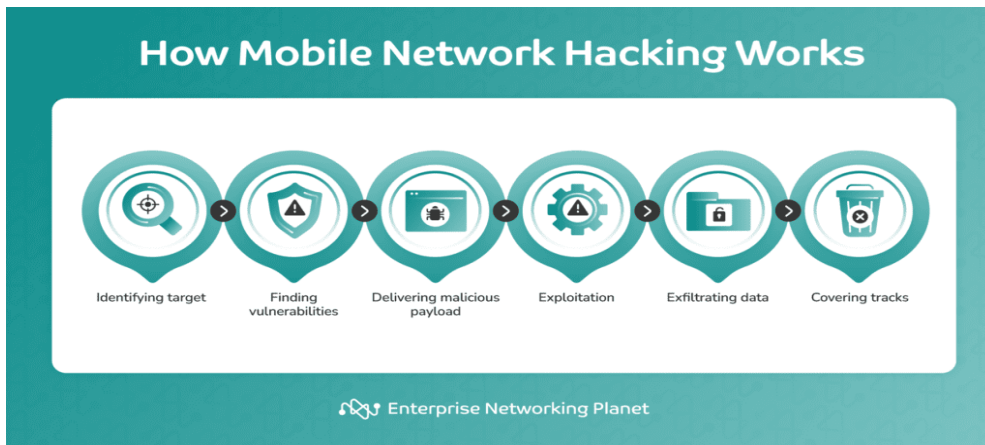 How Mobile Network Hacking Works
Identifying target
Finding
vulnerabilities
Delivering malicious
payload
Exploitation
Exfiltrating data
Covering tracks
Enterprise Networking Planet